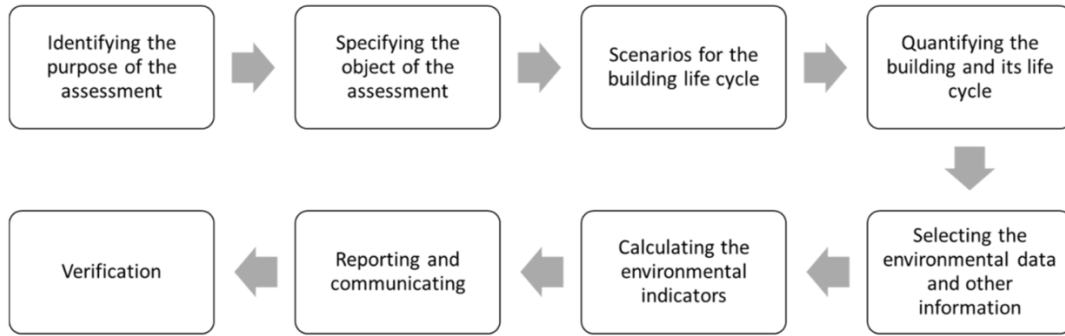 Identifying the
purpose of the
assessment
Specifying the
object of the
assessment
Scenarios for the
building life cycle
Quantifying the
building and its life
cycle
Selecting the
environmental data
and other
information
Calculating the
environmental
indicators
Reporting and
communicating
Verification